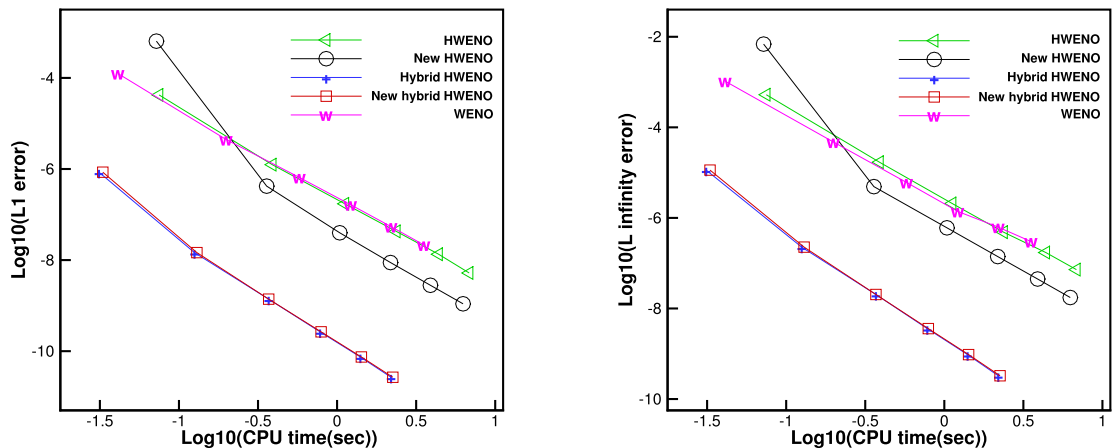 HWENO
New HWENO
Hybrid HWENO
New hybrid HWENO
WENO
W
W
W
W
W
W
W
-4
-6
-8
-10
Log10(L1 error)
-1.5
-1
-0.5
0
0.5
1
Log10(CPU time(sec))
HWENO
New HWENO
Hybrid HWENO
New hybrid HWENO
WENO
W
W
W
W
W
W
W
-2
-4
-6
-8
-10
Log10(L infinity error)
-1.5
-1
-0.5
0
0.5
1
Log10(CPU time(sec))